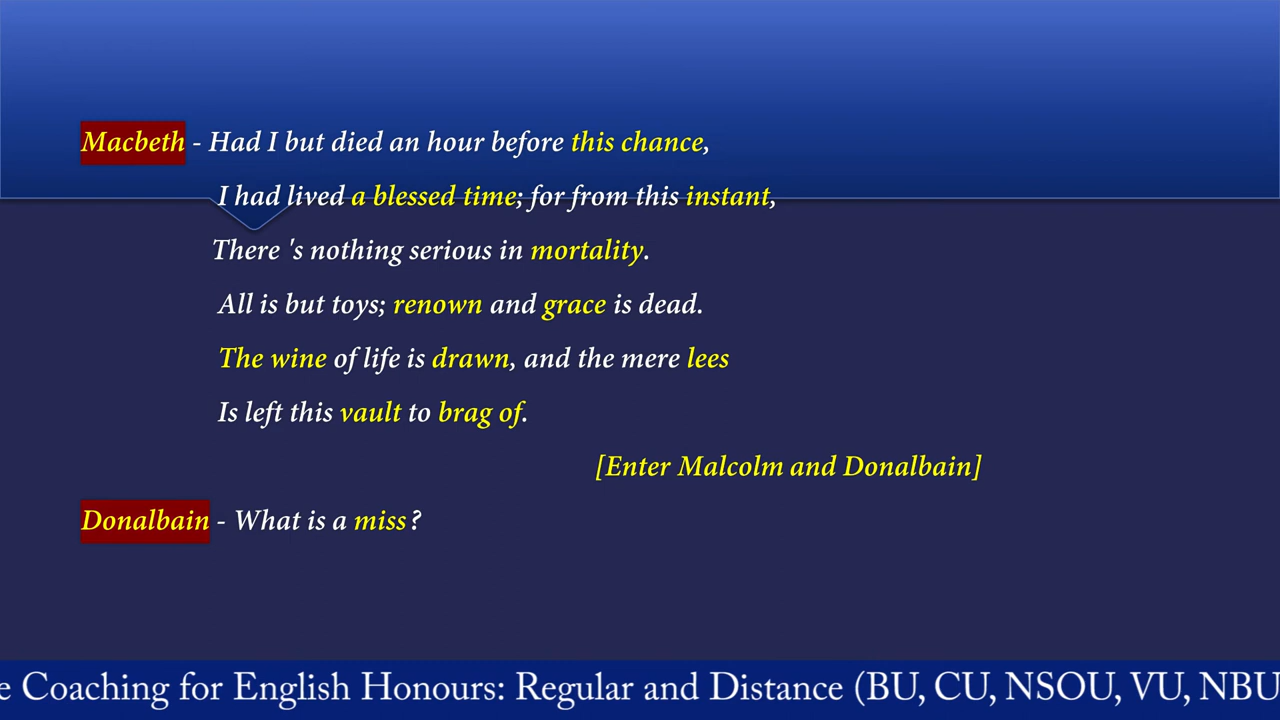 Macbeth - Had I but died an hour before this chance,
I had lived a blessed time; for from this instant,
There 's nothing serious in mortality.
All is but toys; renown and grace is dead.
The wine of life is drawn, and the mere lees
Is left this vault to brag of.
[Enter Malcolm and Donalbain]
Donalbain - What is a miss?
e Coaching for English Honours: Regular and Distance (BU, CU, NSOU, VU, NBU